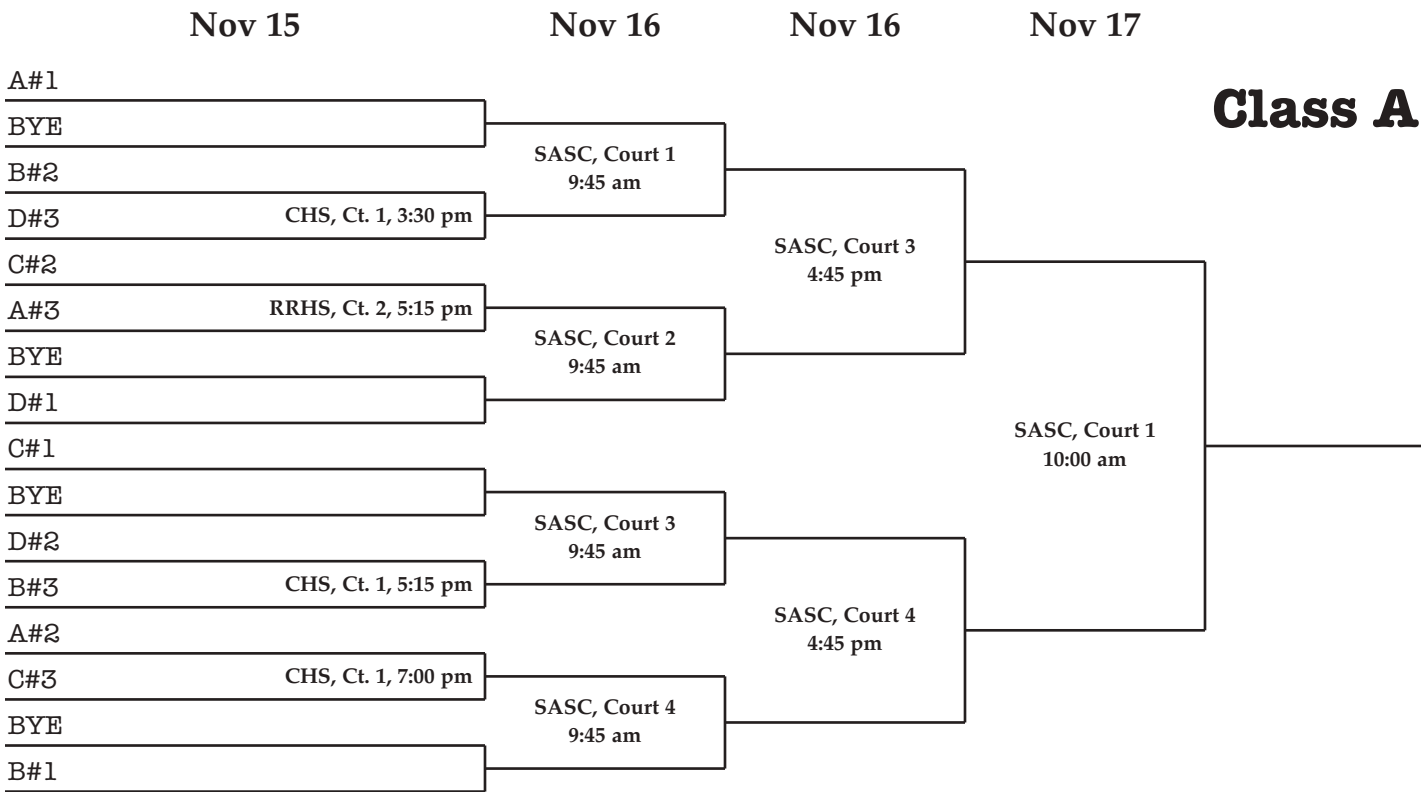 Nov 15 Nov 16 Nov 16 Nov 17
Class A
A#1
BYE
B#2
D#3 CHS, Ct. 1, 3:30 pm
C#2
A#3 RRHS, Ct. 2, 5:15 pm
BYE
D#1
C#1
BYE
D#2
B#3 CHS, Ct. 1, 5:15 pm
A#2
C#3 CHS, Ct. 1, 7:00 pm
BYE
B#1
SASC, Court 1
9:45 am
SASC, Court 2
9:45 am
SASC, Court 3
9:45 am
SASC, Court 4
9:45 am
SASC, Court 3
4:45 pm
SASC, Court 4
4:45 pm
SASC, Court 1
10:00 am